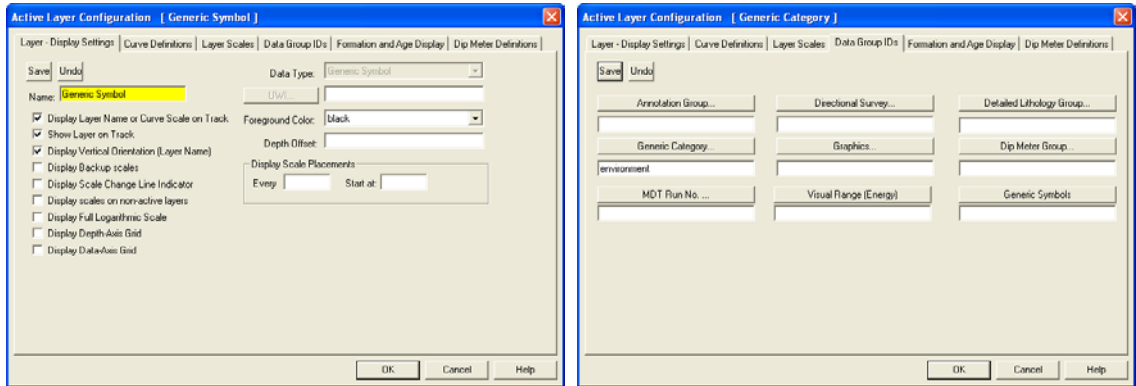 Active Layer Configuration [ Generic Symbol ]
Layer - Display Settings Curve Definitions Layer Scales Data Group IDs Formation and Age Display Dip Meter Definitions
Save Undo
Data Type: Generic Symbol
Name: Generic Symbol
UWI...
Display Layer Name or Curve Scale on Track
Foreground Color: black
Show Layer on Track
Display Vertical Orientation (Layer Name)
Depth Offset:
Display Backup scales
Display Scale Placements
Display Scale Change Line Indicator
Every Start at:
Display scales on non-active layers
Display Full Logarithmic Scale
Display Depth-Axis Grid
Display Data-Axis Grid
OK Cancel Help
Active Layer Configuration [ Generic Category ]
Layer - Display Settings Curve Definitions Layer Scales Data Group IDs Formation and Age Display Dip Meter Definitions
Save Undo
Annotation Group... Directional Survey... Detailed Lithology Group...
Generic Category... Graphics... Dip Meter Group...
environment
MDT Run No. ... Visual Range (Energy) Generic Symbols
OK Cancel Help